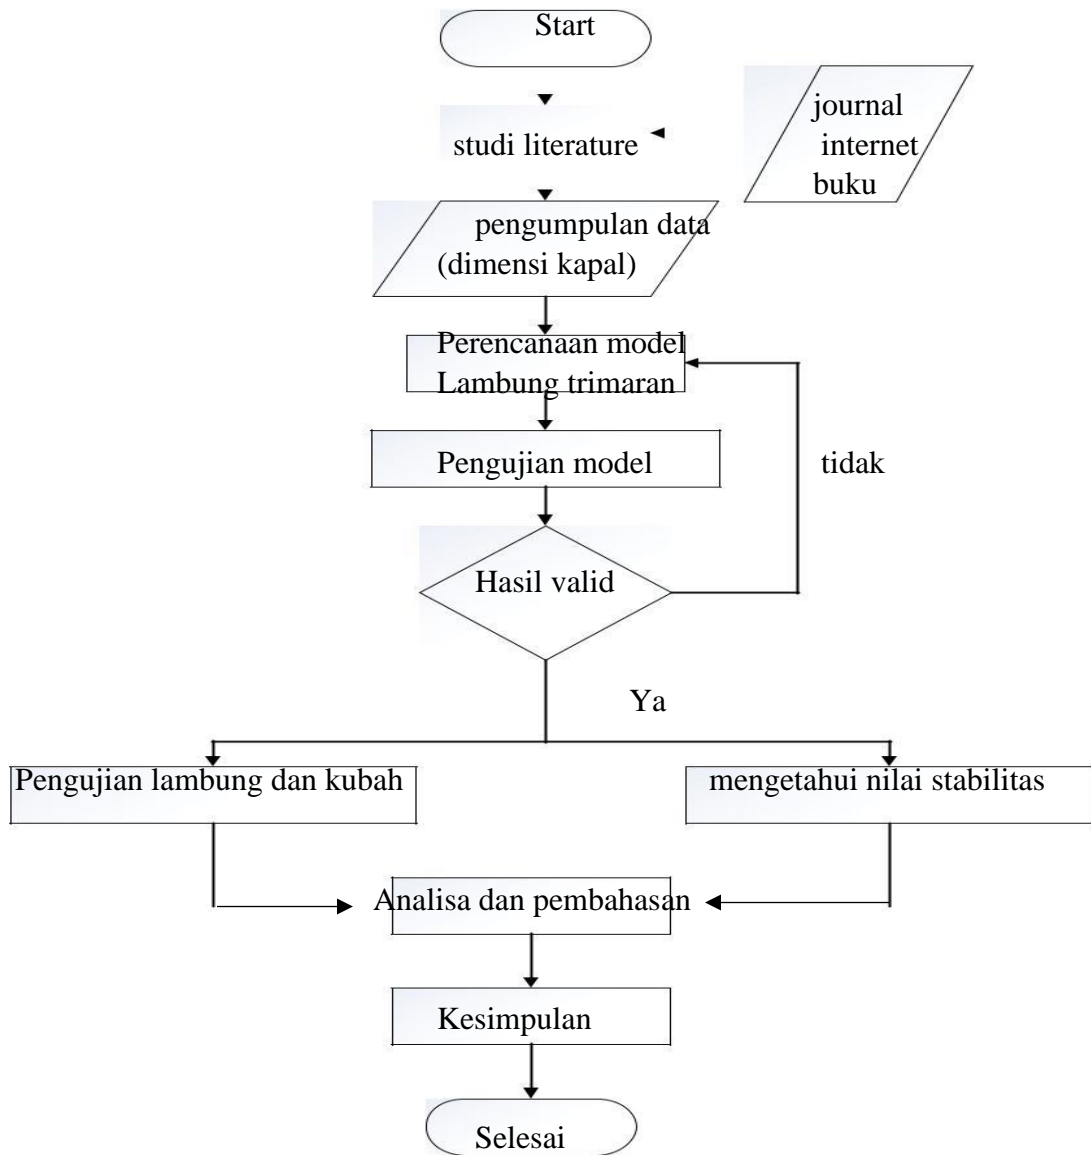 Start
journal
internet
buku
studi literature
pengumpulan data
(dimensi kapal)
Perencanaan model
Lambung trimaran
Pengujian model
tidak
Hasil valid
Ya
Pengujian lambung dan kubah
mengetahui nilai stabilitas
Analisa dan pembahasan
Kesimpulan
Selesai